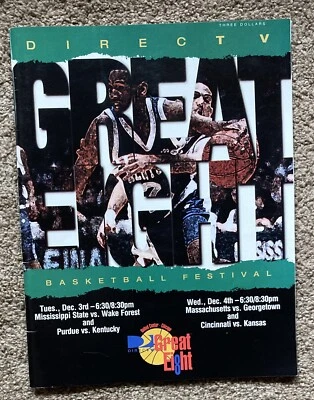 THREE DOLLARS
DIRECTV
GREAT
EIGHT
BASKETBALL FESTIVAL
Tues., Dec. 3rd – 6:30/8:30pm
Mississippi State vs. Wake Forest
and
Purdue vs. Kentucky
Wed., Dec. 4th – 6:30/8:30pm
Massachusetts vs. Georgetown
and
Cincinnati vs. Kansas
Great
Ei8ht